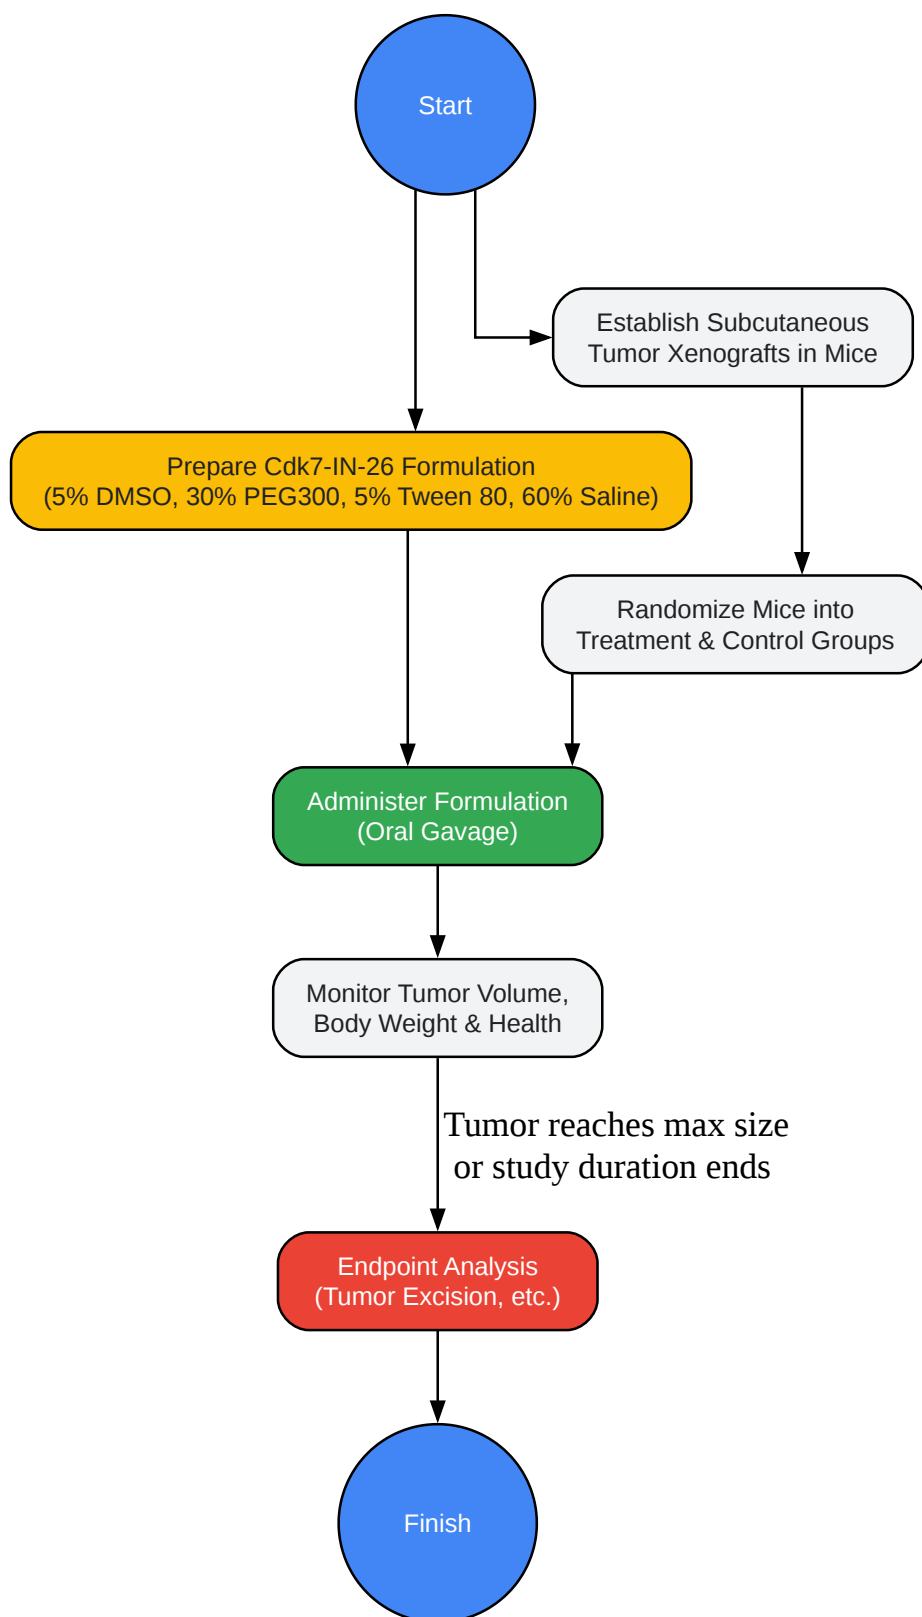 Start
Establish Subcutaneous
Tumor Xenografts in Mice
Prepare Cdk7-IN-26 Formulation
(5% DMSO, 30% PEG300, 5% Tween 80, 60% Saline)
Randomize Mice into
Treatment & Control Groups
Administer Formulation
(Oral Gavage)
Monitor Tumor Volume,
Body Weight & Health
Tumor reaches max size
or study duration ends
Endpoint Analysis
(Tumor Excision, etc.)
Finish